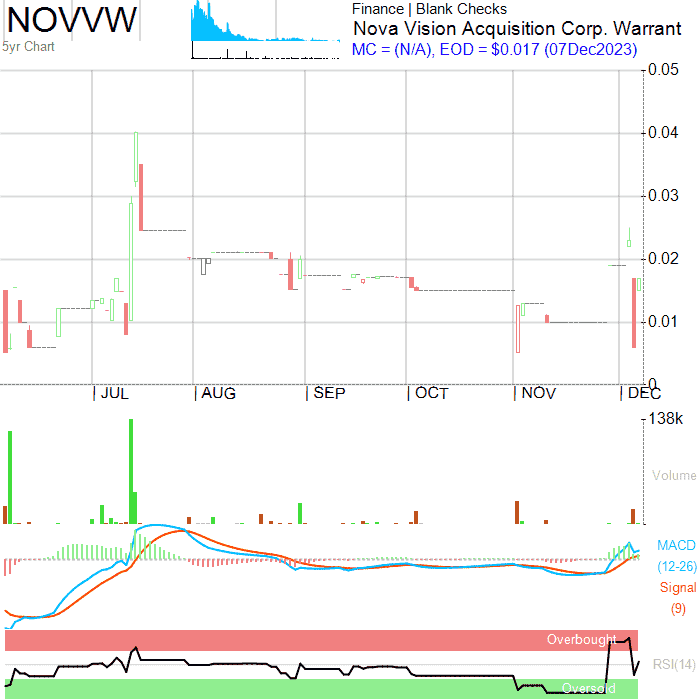 NOVVW
5yr Chart
Finance | Blank Checks
Nova Vision Acquisition Corp. Warrant
MC = (N/A), EOD = $0.017 (07Dec2023)
0.05
0.04
0.03
0.02
0.01
0
JUL
AUG
SEP
OCT
NOV
DEC
138k
Volume
MACD
(12-26)
Signal
(9)
Overbought
RSI(14)
Oversold